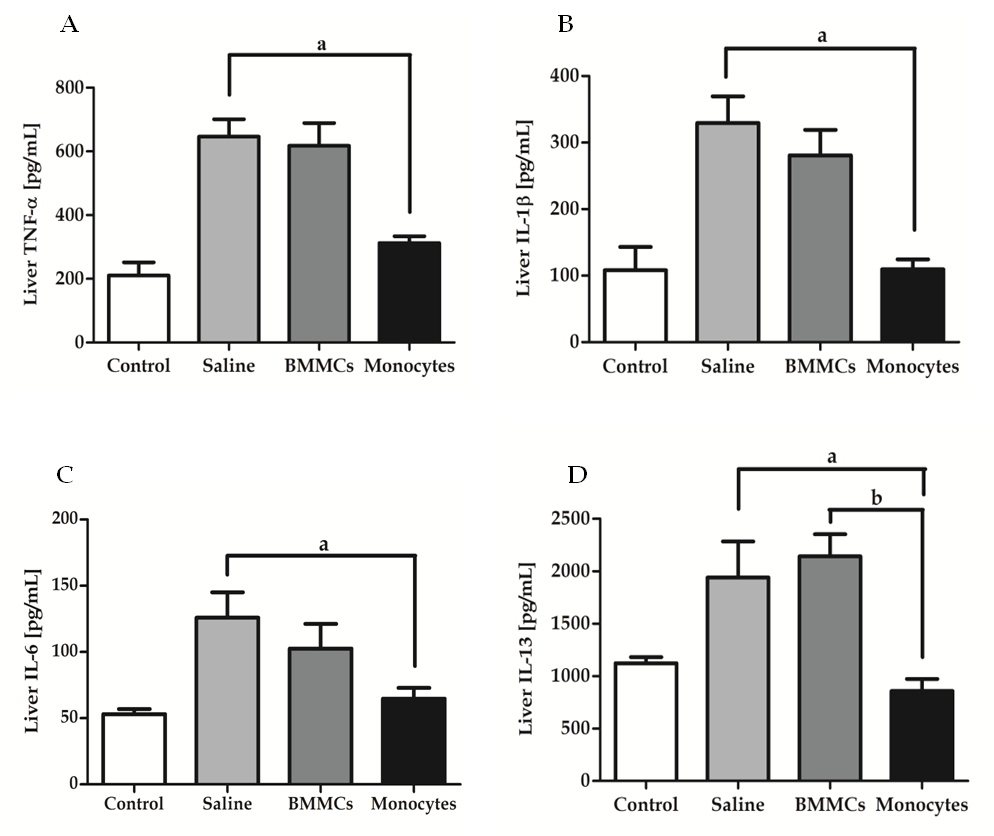 A
a
800
600
400
200
0
Liver TNF-α [pg/mL]
Control Saline BMMCs Monocytes
B
a
400
300
200
100
0
Liver IL-1β [pg/mL]
Control Saline BMMCs Monocytes
C
a
200
150
100
50
0
Liver IL-6 [pg/mL]
Control Saline BMMCs Monocytes
D
a
b
2500
2000
1500
1000
500
0
Liver IL-13 [pg/mL]
Control Saline BMMCs Monocytes